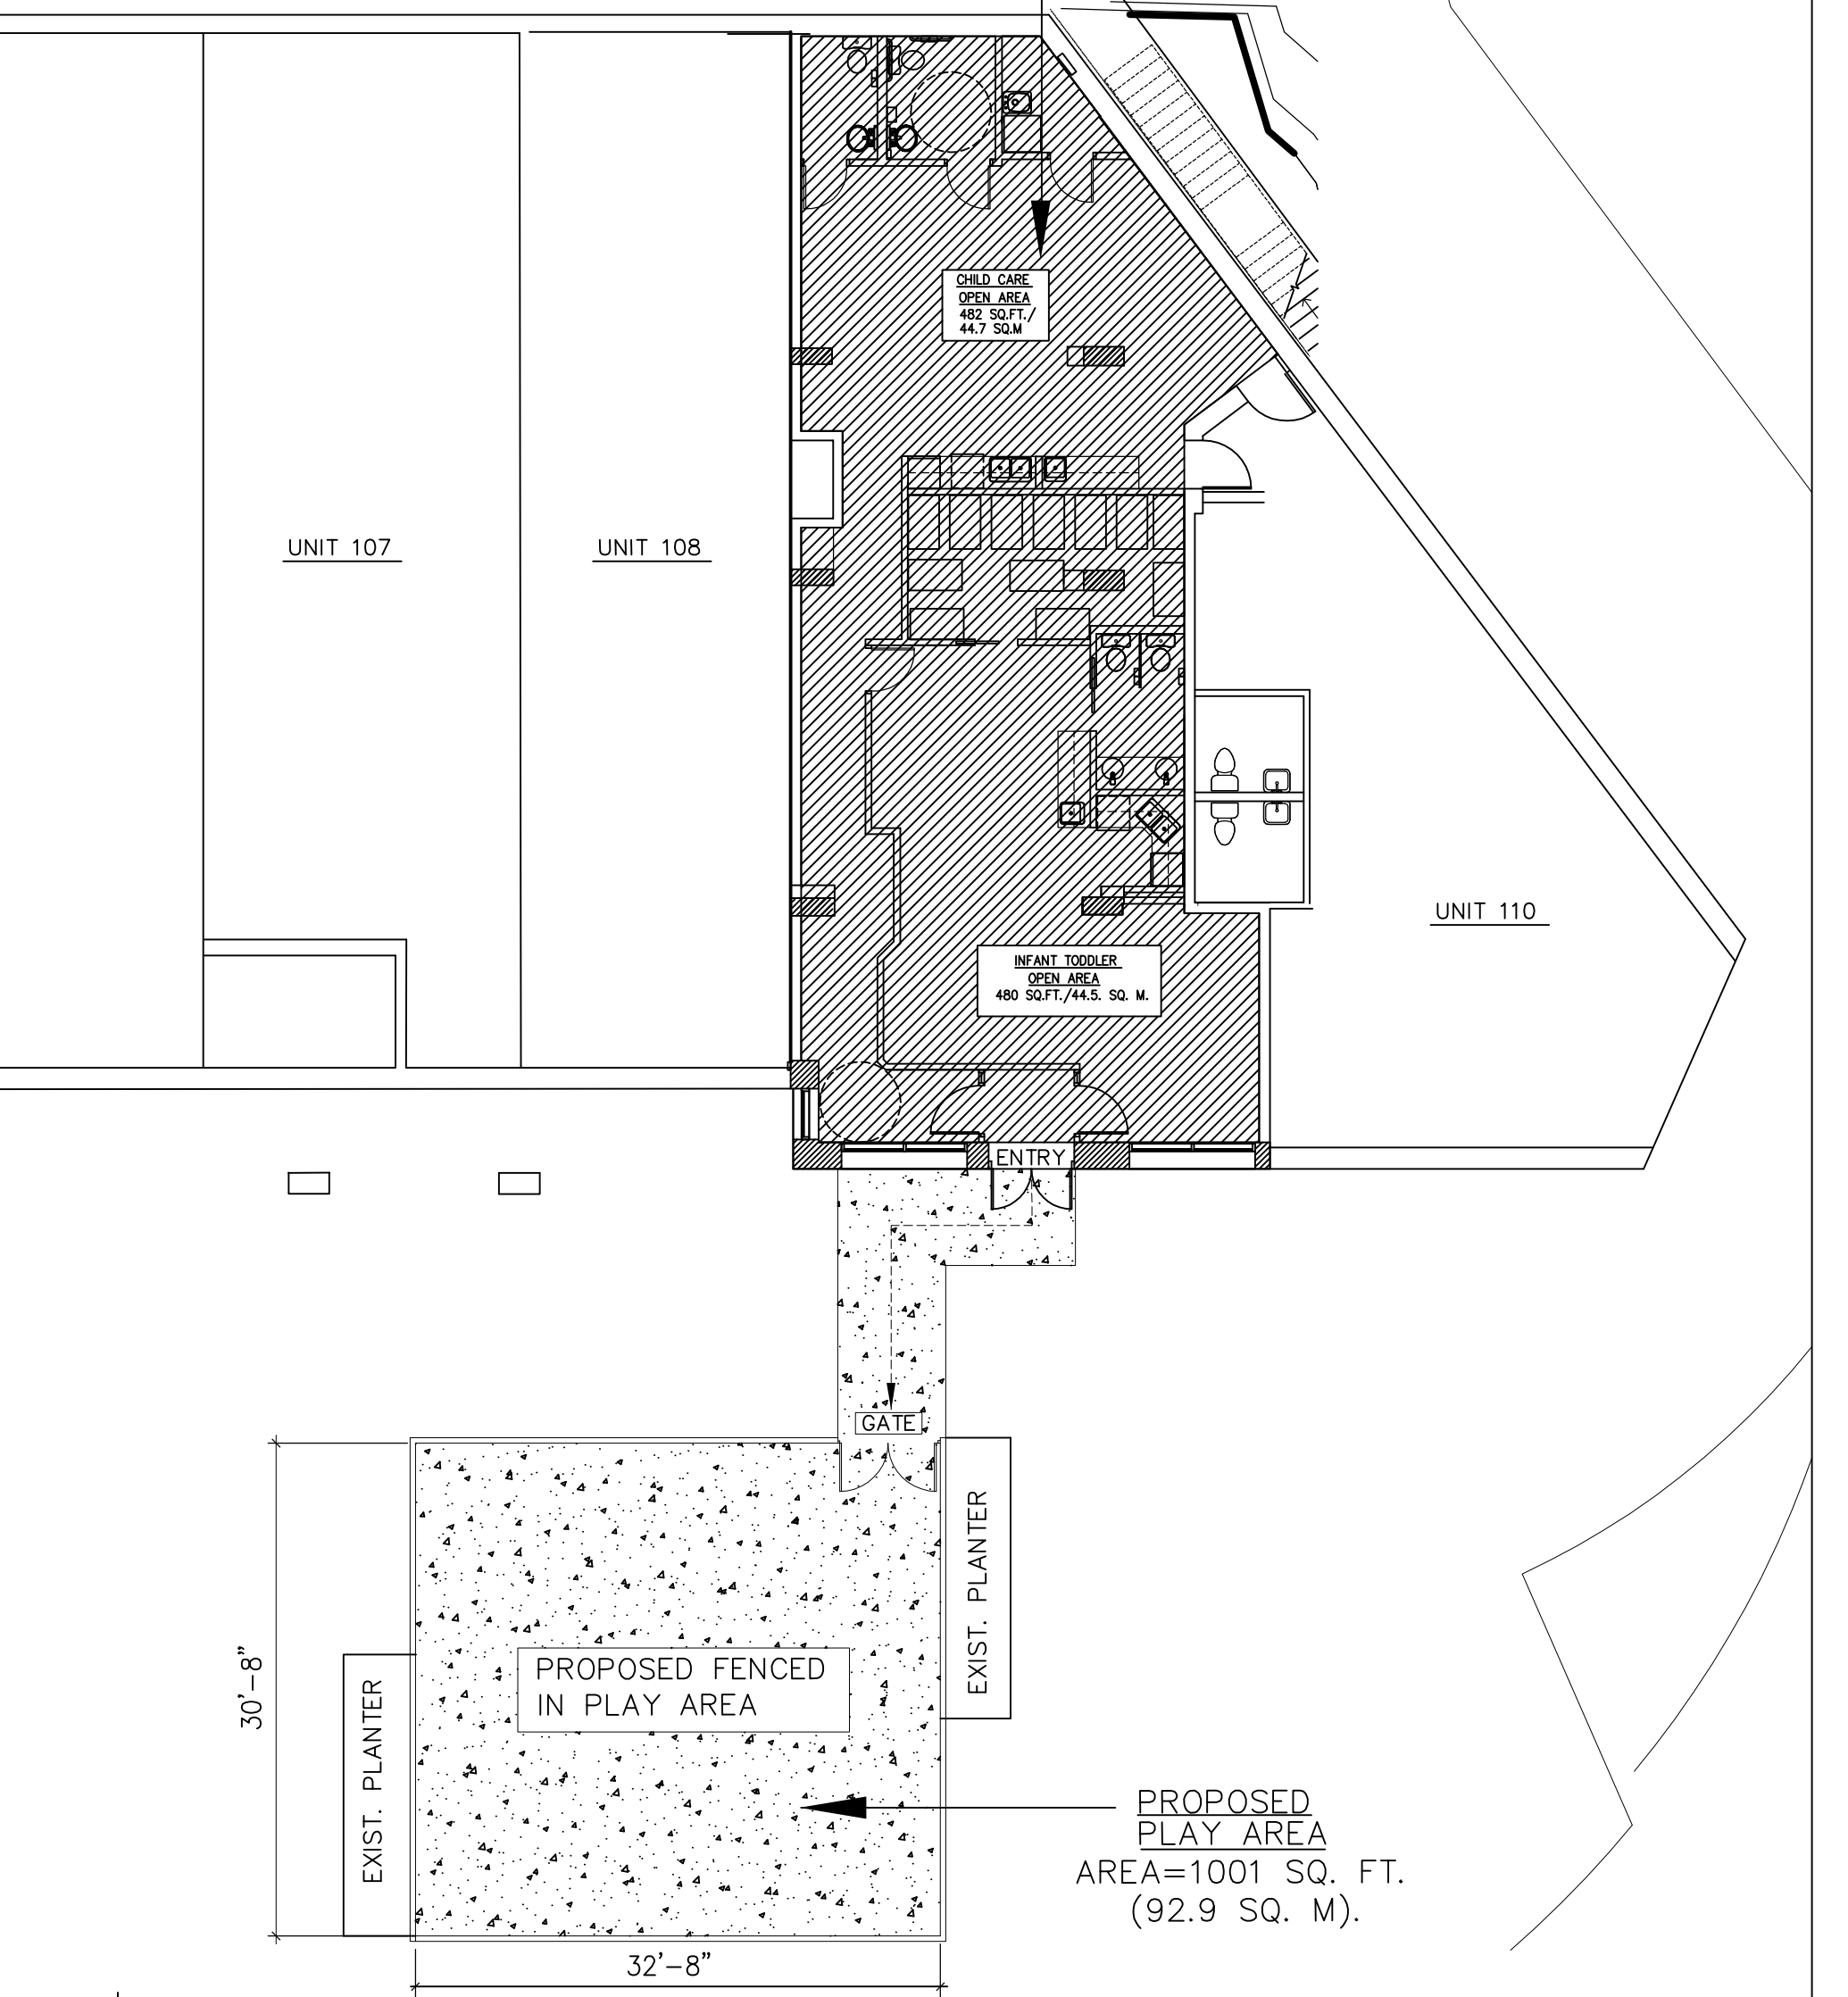 CHILD CARE
OPEN AREA
482 SQ.FT./
44.7 SQ.M
UNIT 107
UNIT 108
UNIT 110
INFANT TODDLER
OPEN AREA
480 SQ.FT./44.5. SQ. M.
ENTRY
GATE
EXIST. PLANTER
30'-8"
PROPOSED FENCED
IN PLAY AREA
EXIST. PLANTER
PROPOSED
PLAY AREA
AREA=1001 SQ. FT.
(92.9 SQ. M).
32'-8"